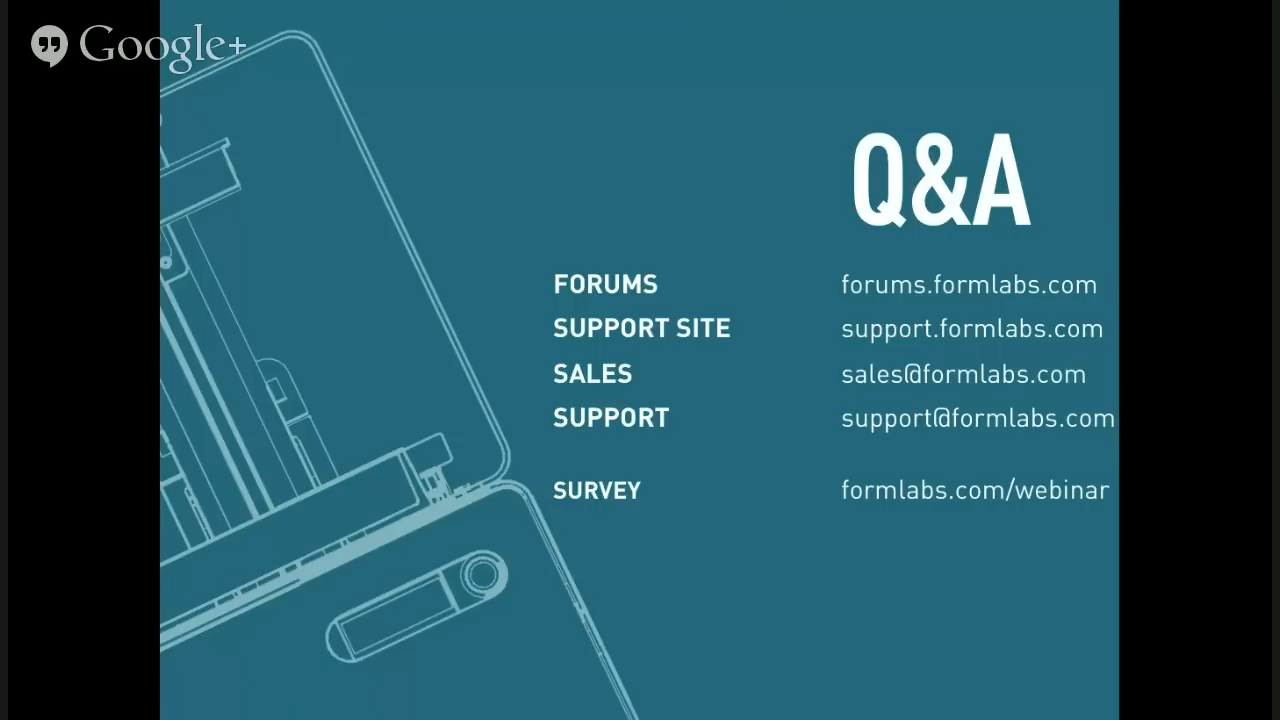 Google+
Q&A
FORUMS forums.formlabs.com
SUPPORT SITE support.formlabs.com
SALES sales@formlabs.com
SUPPORT support@formlabs.com
SURVEY formlabs.com/webinar